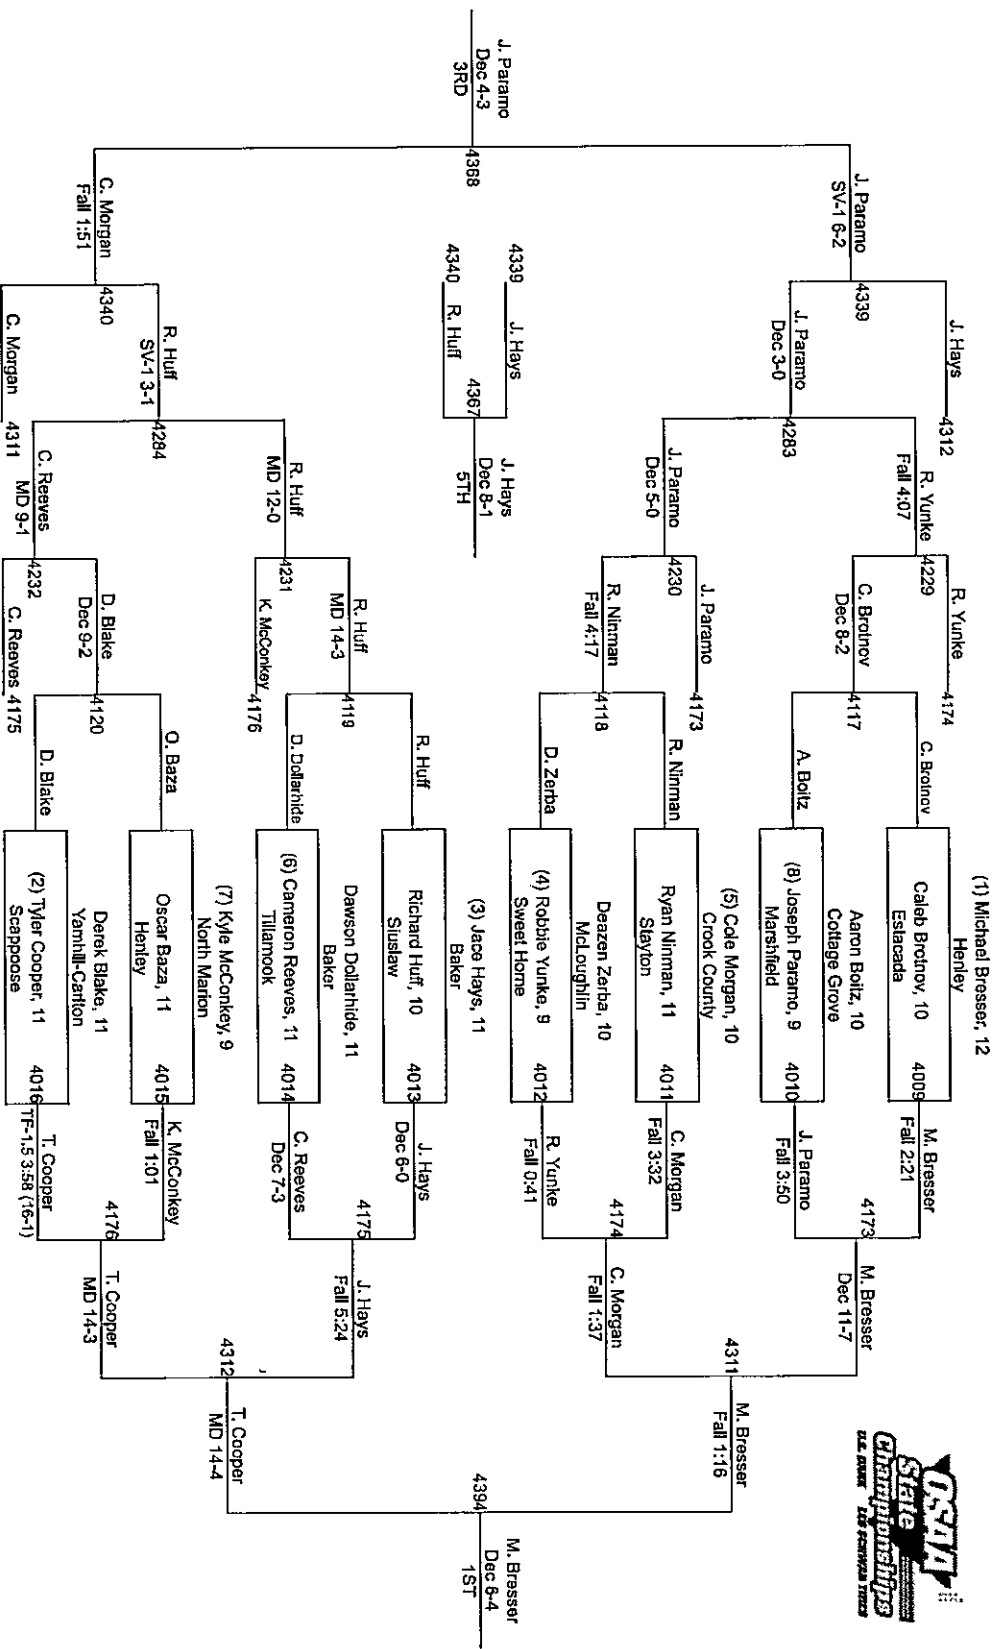 OSAA
State
Championships
U.S. BANK LES SCHWAB TIRES
(1) Michael Bresser, 12
Henley
4009
Caleb Brotnov, 10
Estacada
Aaron Boitz, 10
Cottage Grove
4010
(8) Joseph Paramo, 9
Marshfield
(5) Cole Morgan, 10
Crook County
4011
Ryan Ninman, 11
Stayton
Deazen Zerba, 10
McLoughlin
4012
(4) Robbie Yunke, 9
Sweet Home
(3) Jace Hays, 11
Baker
4013
Richard Huff, 10
Siuslaw
Dawson Dollarhide, 11
Baker
4014
(6) Cameron Reeves, 11
Tillamook
(7) Kyle McConkey, 9
North Marion
4015
Oscar Baza, 11
Henley
Derek Blake, 11
Yamhill-Carlton
4016
(2) Tyler Cooper, 11
Scappoose
M. Bresser
Fall 2:21
4173
J. Paramo
Fall 3:50
C. Morgan
Fall 3:32
4174
R. Yunke
Fall 0:41
J. Hays
Dec 6-0
4175
C. Reeves
Dec 7-3
K. McConkey
Fall 1:01
4176
T. Cooper
TF-1.5 3:58 (16-1)
M. Bresser
Dec 11-7
4311
C. Morgan
Fall 1:37
J. Hays
Fall 5:24
4312
T. Cooper
MD 14-3
M. Bresser
Fall 1:16
4394
T. Cooper
MD 14-4
M. Bresser
Dec 6-4
1ST
C. Brotnov
4117
A. Boitz
R. Ninman
4118
D. Zerba
R. Huff
4119
D. Dollarhide
O. Baza
4120
D. Blake
R. Yunke 4174
4229
C. Brotnov
Dec 8-2
J. Paramo 4173
4230
R. Ninman
Fall 4:17
R. Huff
MD 14-3
4231
K. McConkey 4176
D. Blake
Dec 9-2
4232
C. Reeves 4175
R. Yunke
Fall 4:07
4283
J. Paramo
Dec 5-0
R. Huff
MD 12-0
4284
C. Reeves
MD 9-1
J. Hays 4312
4339
J. Paramo
Dec 3-0
R. Huff
SV-1 3-1
4340
C. Morgan 4311
4339 J. Hays
4367
4340 R. Huff
J. Hays
Dec 8-1
5TH
J. Paramo
SV-1 6-2
4368
C. Morgan
Fall 1:51
J. Paramo
Dec 4-3
3RD